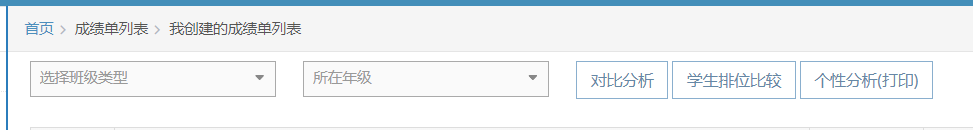 首页 > 成绩单列表 > 我创建的成绩单列表
选择班级类型 所在年级 对比分析 学生排位比较 个性分析(打印)